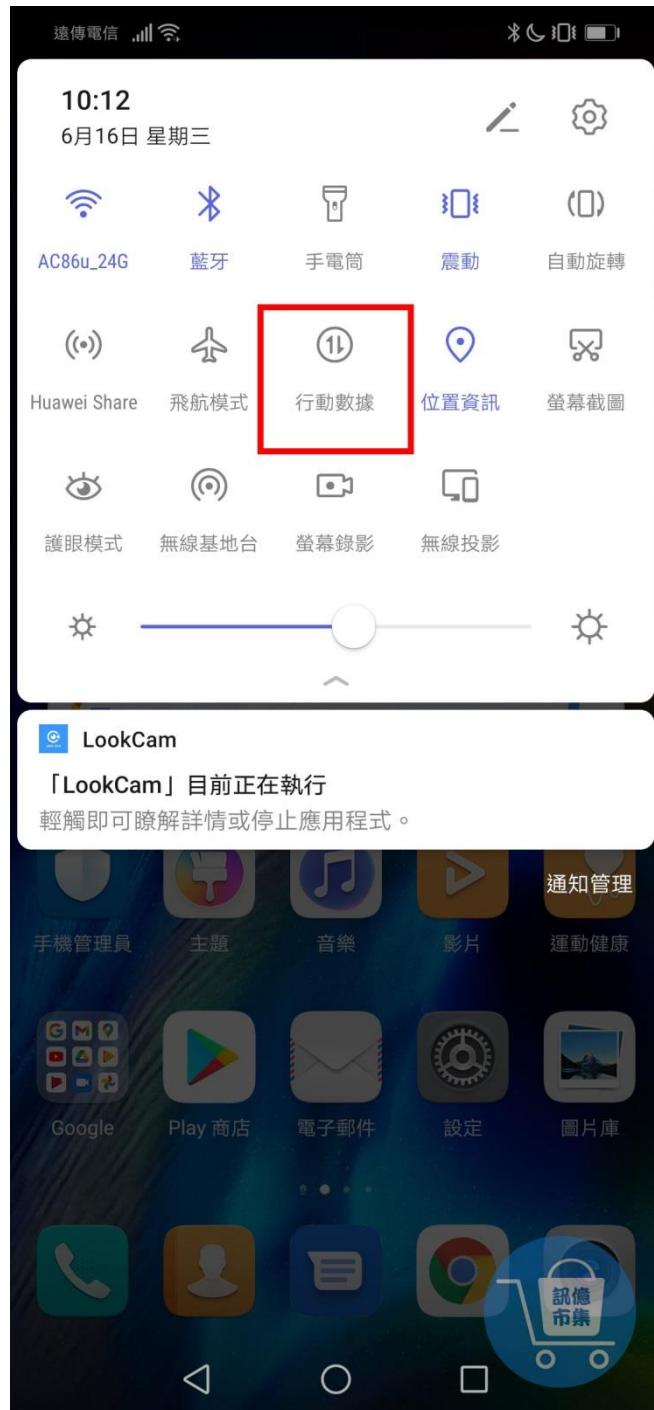 遠傳電信
10:12
6月16日 星期三
AC86u_24G 藍牙 手電筒 震動 自動旋轉
Huawei Share 飛航模式 行動數據 位置資訊 螢幕截圖
護眼模式 無線基地台 螢幕錄影 無線投影
LookCam
「LookCam」目前正在執行
輕觸即可瞭解詳情或停止應用程式。
通知管理
手機管理員 主題 音樂 影片 運動健康
Google Play 商店 電子郵件 設定 圖片庫
訊億
市集